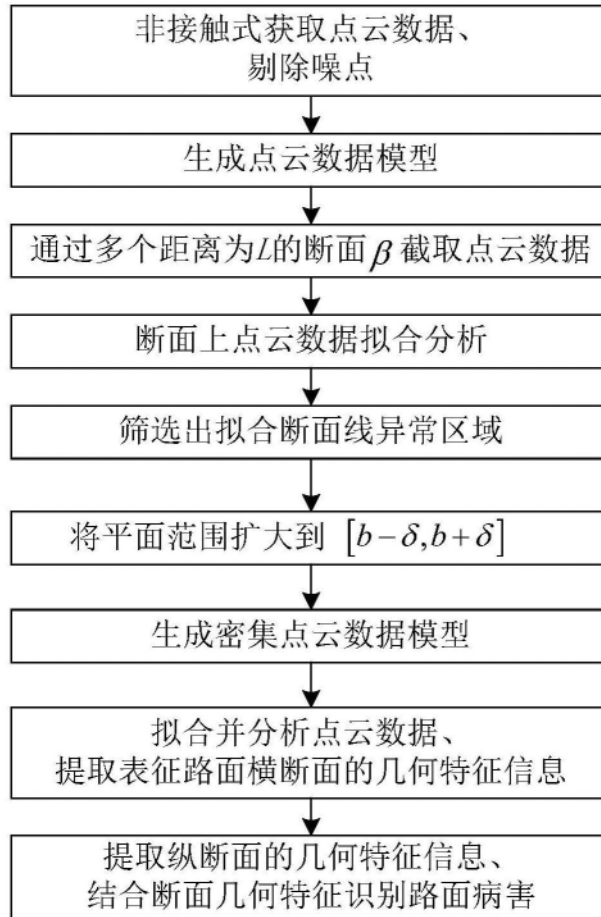 非接触式获取点云数据、
剔除噪点
生成点云数据模型
通过多个距离为L的断面β截取点云数据
断面上点云数据拟合分析
筛选出拟合断面线异常区域
将平面范围扩大到 [b−δ,b+δ]
生成密集点云数据模型
拟合并分析点云数据、
提取表征路面横断面的几何特征信息
提取纵断面的几何特征信息、
结合断面几何特征识别路面病害